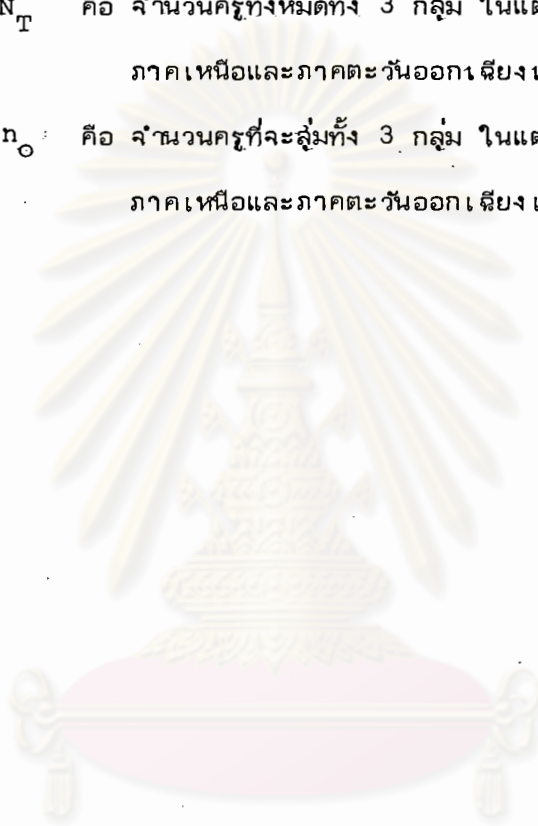 N_T คือ จำนวนครูทั้งหมดทั้ง 3 กลุ่ม ในแต
ภาคเหนือและภาคตะวันออกเฉียงเ
n_o คือ จำนวนครูที่จะสุ่มทั้ง 3 กลุ่ม ในแต
ภาคเหนือและภาคตะวันออกเฉียงเ